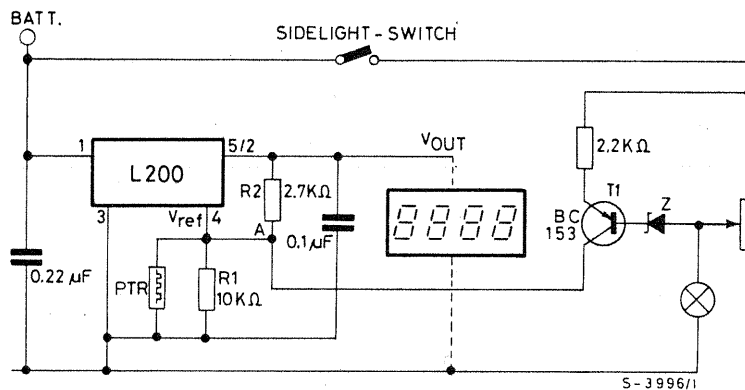 BATT.
SIDELIGHT-SWITCH
1
L200
5/2
3
Vref
4
R2
2.7KΩ
VOUT
2.2KΩ
T1
BC
153
Z
A
0.1µF
8888
0.22µF
PTR
R1
10KΩ
S-3996/1